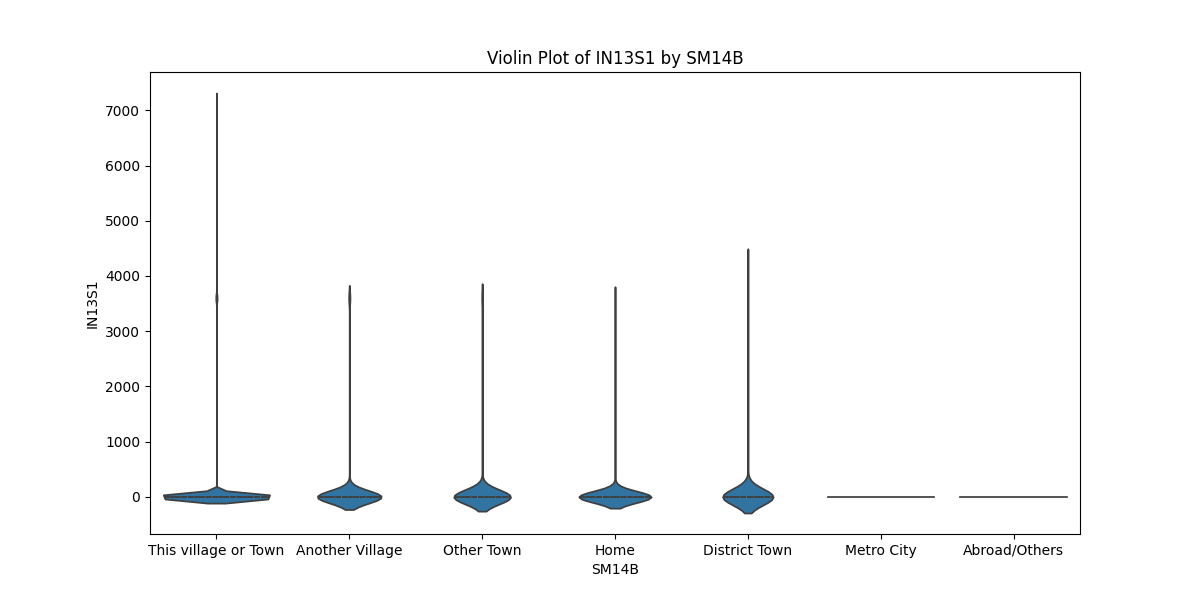 Violin Plot of IN13S1 by SM14B
7000
6000
5000
4000
3000
2000
1000
0
IN13S1
This village or Town Another Village Other Town Home District Town Metro City Abroad/Others
SM14B